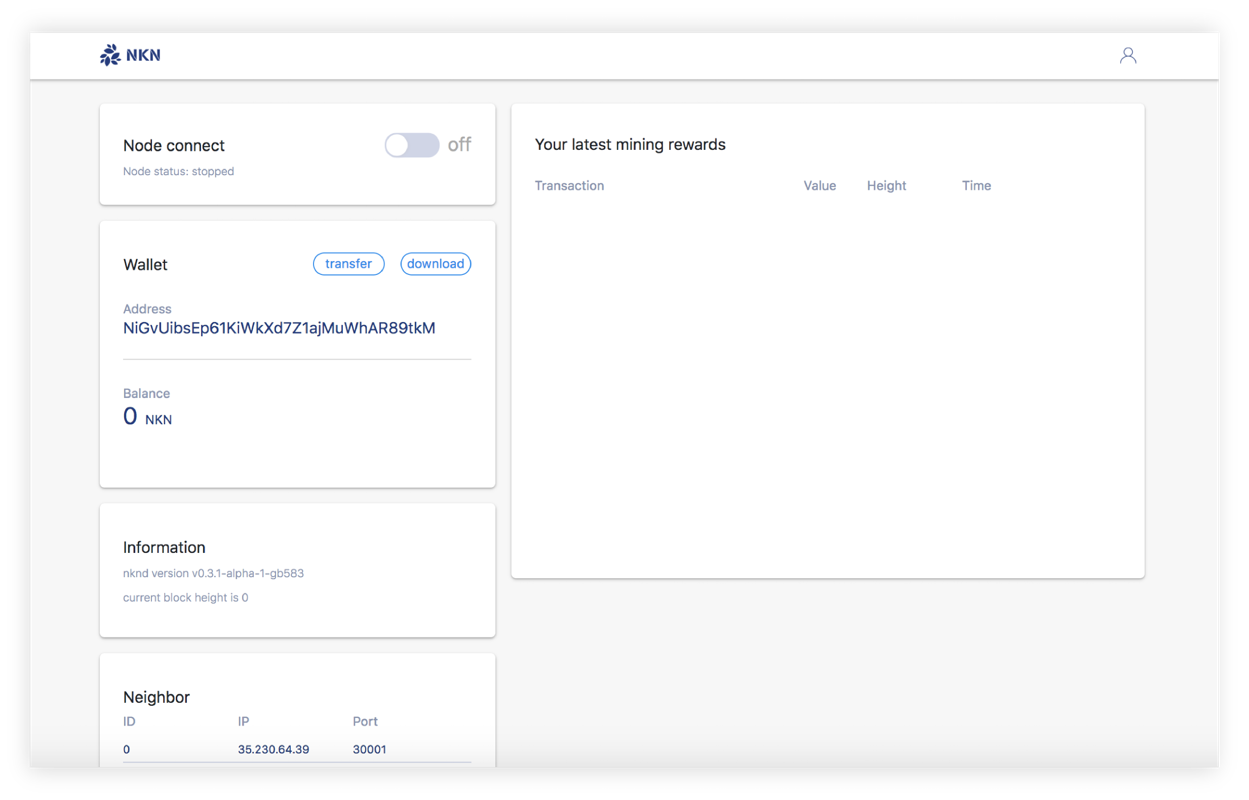 NKN
Node connect
off
Node status: stopped
Wallet
transfer
download
Address
NiGvUibsEp61KiWkXd7Z1ajMuWhAR89tkM
Balance
0 NKN
Information
nknd version v0.3.1-alpha-1-gb583
current block height is 0
Neighbor
ID IP Port
0 35.230.64.39 30001
Your latest mining rewards
Transaction Value Height Time